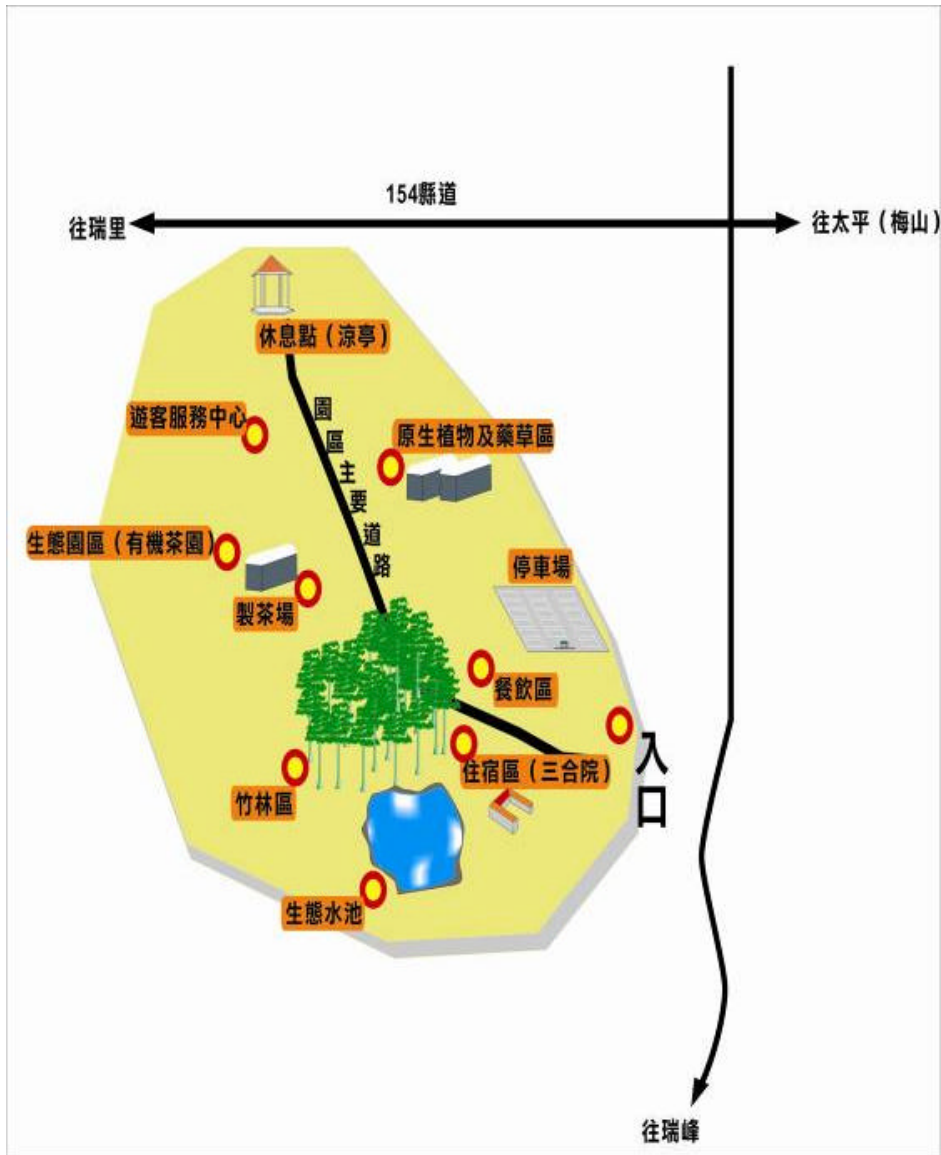 154縣道
往瑞里
往太平（梅山）
休息點（涼亭）
遊客服務中心
園區主要道路
原生植物及藥草區
生態園區（有機茶園）
製茶場
停車場
餐飲區
入口
住宿區（三合院）
竹林區
生態水池
往瑞峰